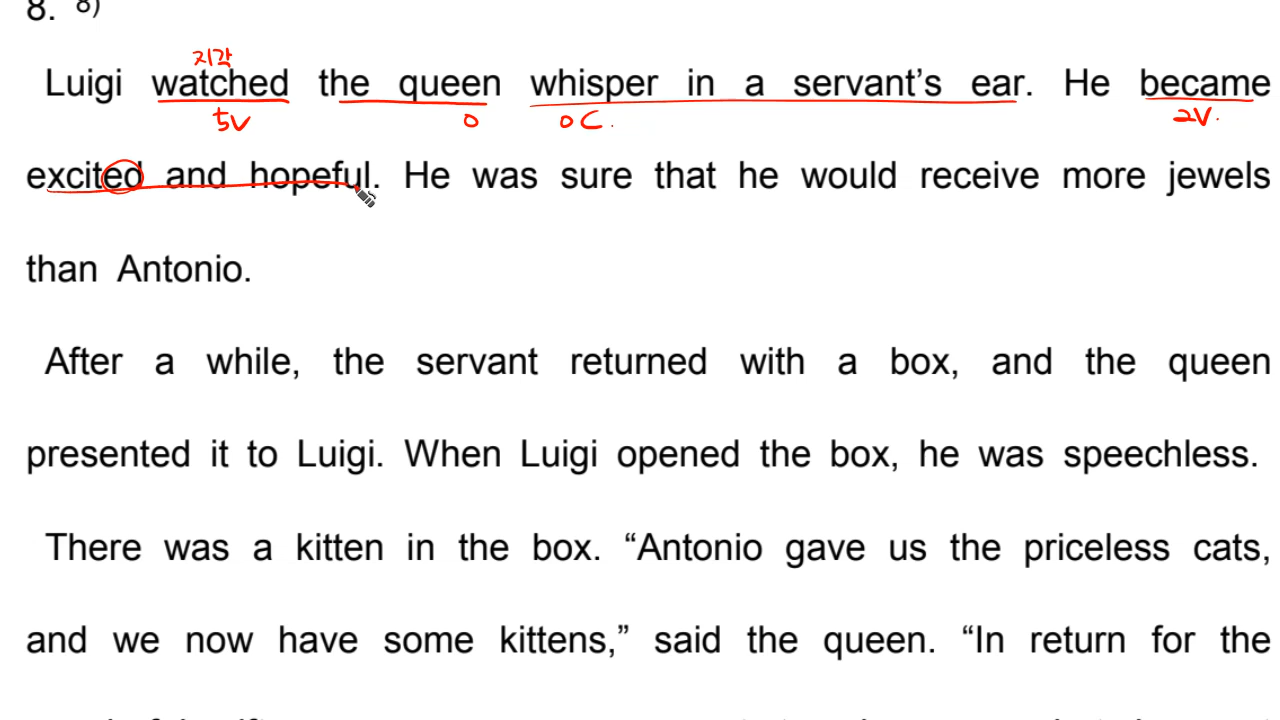 8. 8)
지각
Luigi watched the queen whisper in a servant’s ear. He became
5V O O C. 2V.
excited and hopeful. He was sure that he would receive more jewels
than Antonio.
After a while, the servant returned with a box, and the queen
presented it to Luigi. When Luigi opened the box, he was speechless.
There was a kitten in the box. “Antonio gave us the priceless cats,
and we now have some kittens,” said the queen. “In return for the